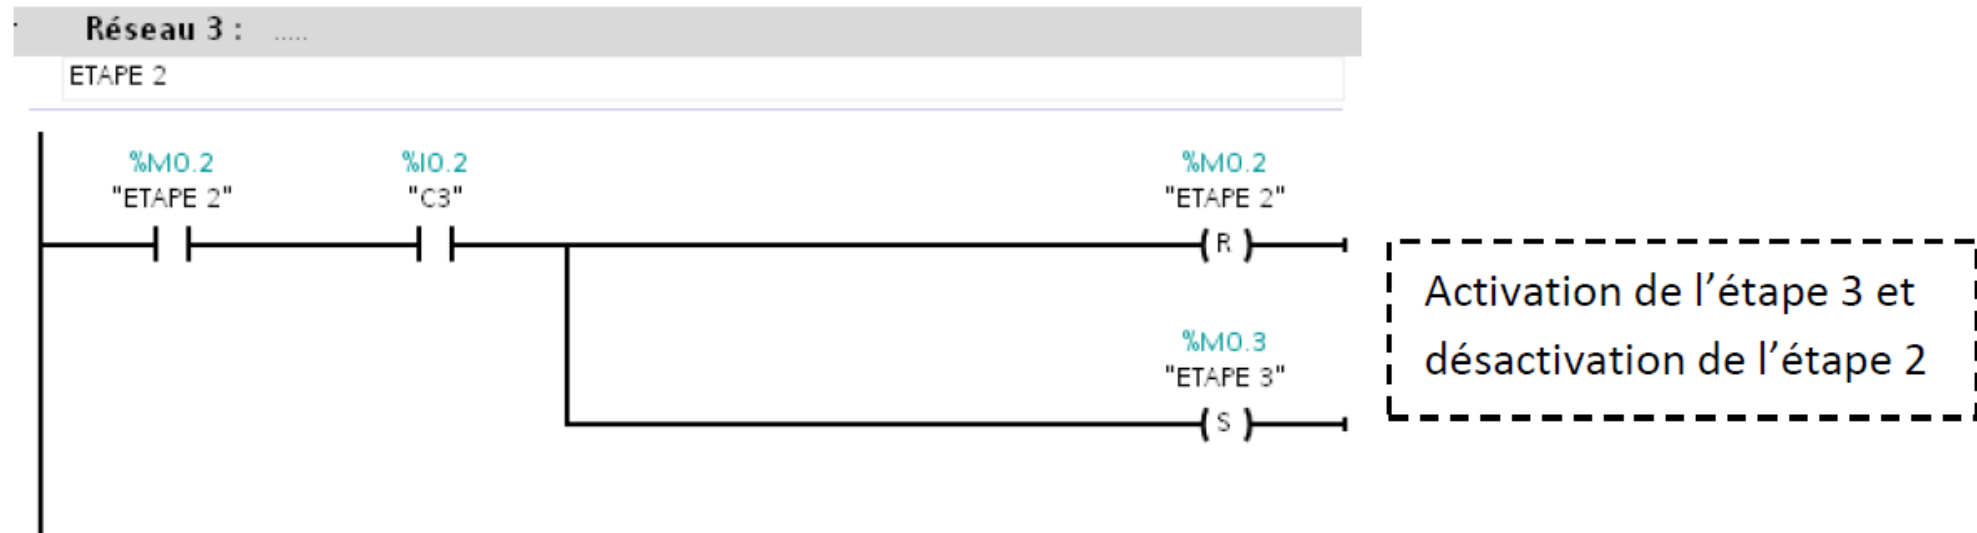 Réseau 3 : .....
ETAPE 2
%M0.2 %I0.2 %M0.2
"ETAPE 2" "C3" "ETAPE 2"
R
%M0.3
"ETAPE 3"
S
Activation de l’étape 3 et
désactivation de l’étape 2